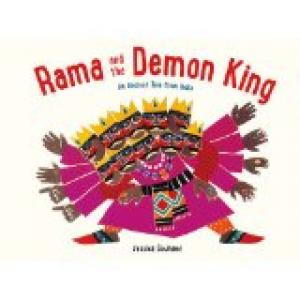 Rama and the Demon King
An Ancient Tale from India
Jessica Souhami